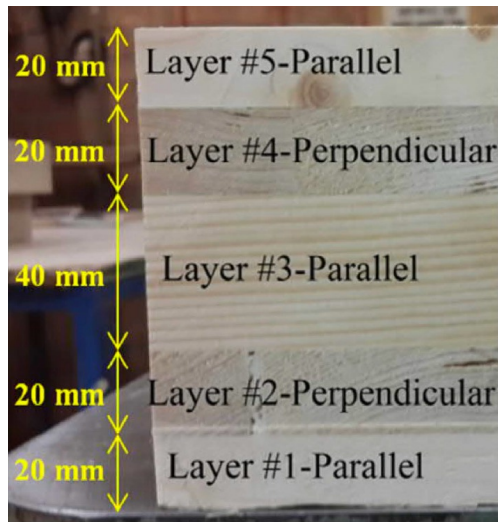 20 mm Layer #5-Parallel
20 mm Layer #4-Perpendicular
40 mm Layer #3-Parallel
20 mm Layer #2-Perpendicular
20 mm Layer #1-Parallel